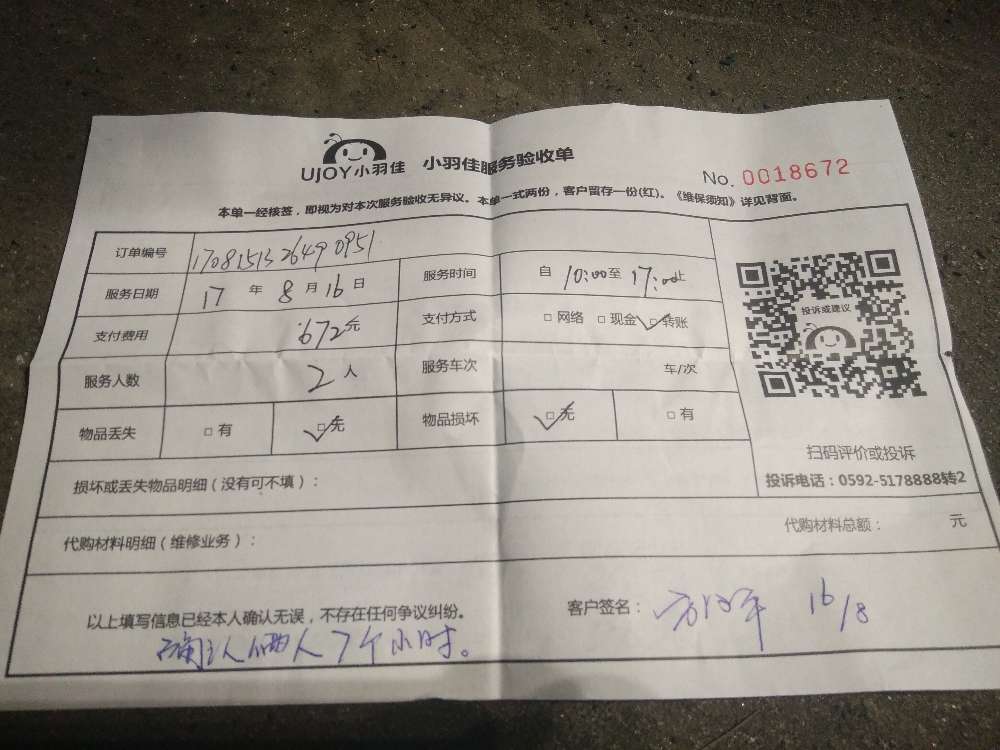 UJOY小羽佳 小羽佳服务验收单
No. 0018672
本单一经核签，即视为对本次服务验收无异议。本单一式两份，客户留存一份(红)。《维保须知》详见背面。
订单编号 1708151326490951
服务日期 17 年 8 月 16 日 服务时间 自 10:00至 17:00止
支付费用 672元 支付方式 □ 网络 □ 现金 □ 转账
服务人数 2 人 服务车次 车/次
物品丢失 □ 有 □ 无 物品损坏 □ 无 □ 有
投诉或建议
扫码评价或投诉
投诉电话：0592-5178888转2
损坏或丢失物品明细（没有可不填）：
代购材料明细（维修业务）： 代购材料总额： 元
以上填写信息已经本人确认无误，不存在任何争议纠纷。
客户签名： 16/8
确认俩人7个小时。